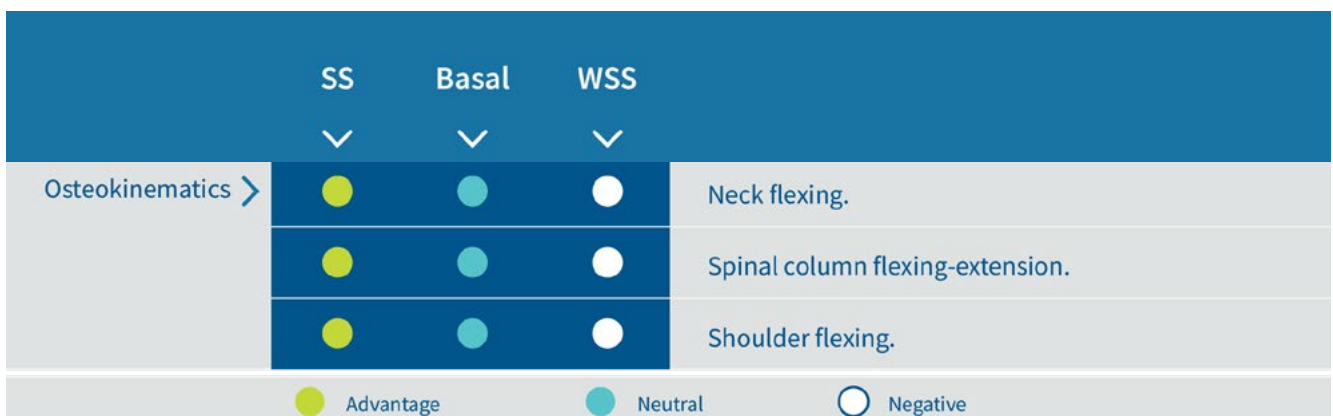 SS Basal WSS
Osteokinematics Neck flexing.
Spinal column flexing-extension.
Shoulder flexing.
Advantage Neutral Negative